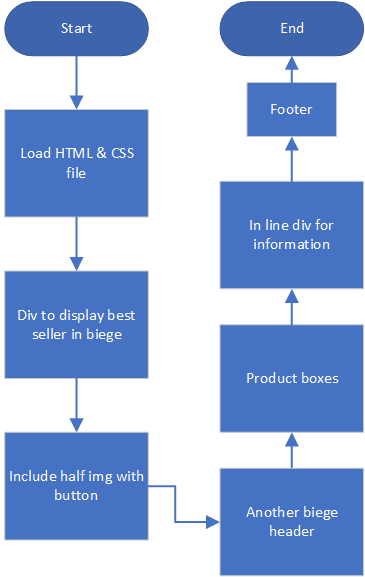 Start
Load HTML & CSS
file
Div to display best
seller in biege
Include half img with
button
Another biege
header
Product boxes
In line div for
information
Footer
End